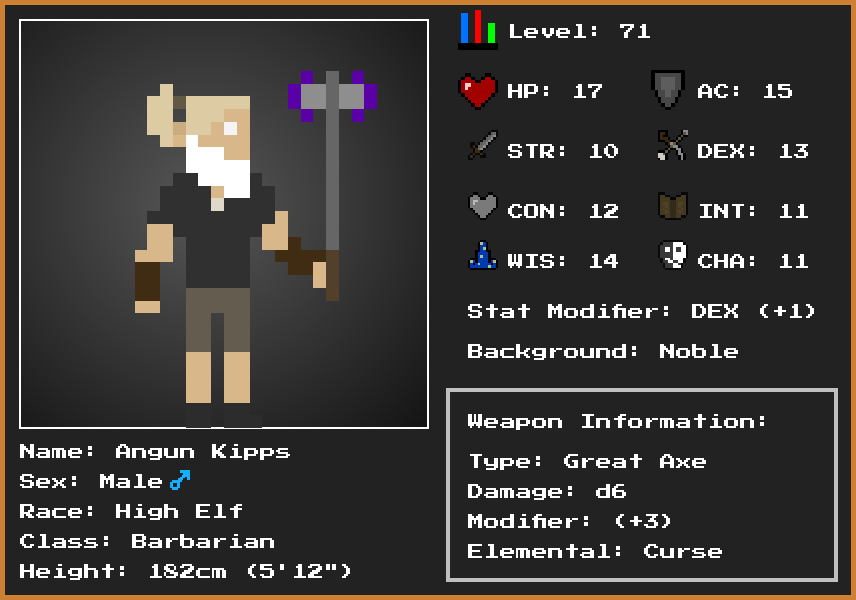 Level: 71
HP: 17
AC: 15
STR: 10
DEX: 13
CON: 12
INT: 11
WIS: 14
CHA: 11
Stat Modifier: DEX (+1)
Background: Noble
Weapon Information:
Type: Great Axe
Damage: d6
Modifier: (+3)
Elemental: Curse
Name: Angun Kipps
Sex: Male♂
Race: High Elf
Class: Barbarian
Height: 182cm (5'12")